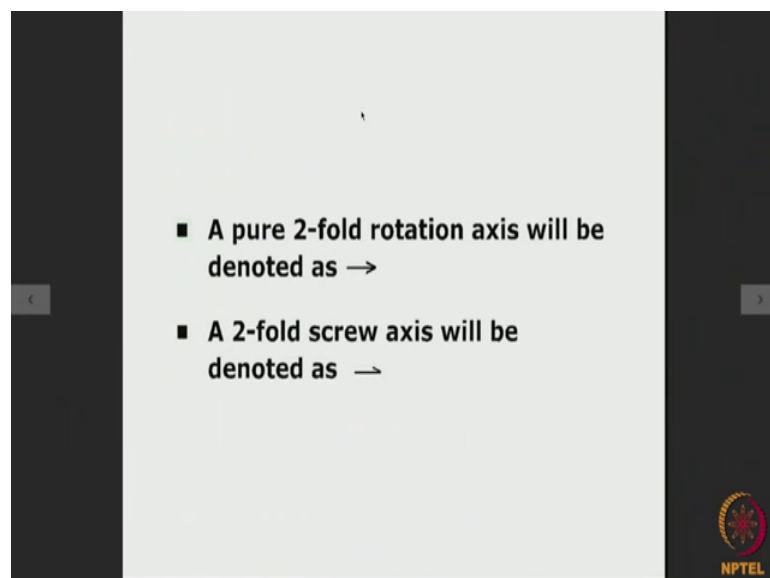 ▪ A pure 2-fold rotation axis will be
denoted as →
▪ A 2-fold screw axis will be
denoted as ⇀
NPTEL